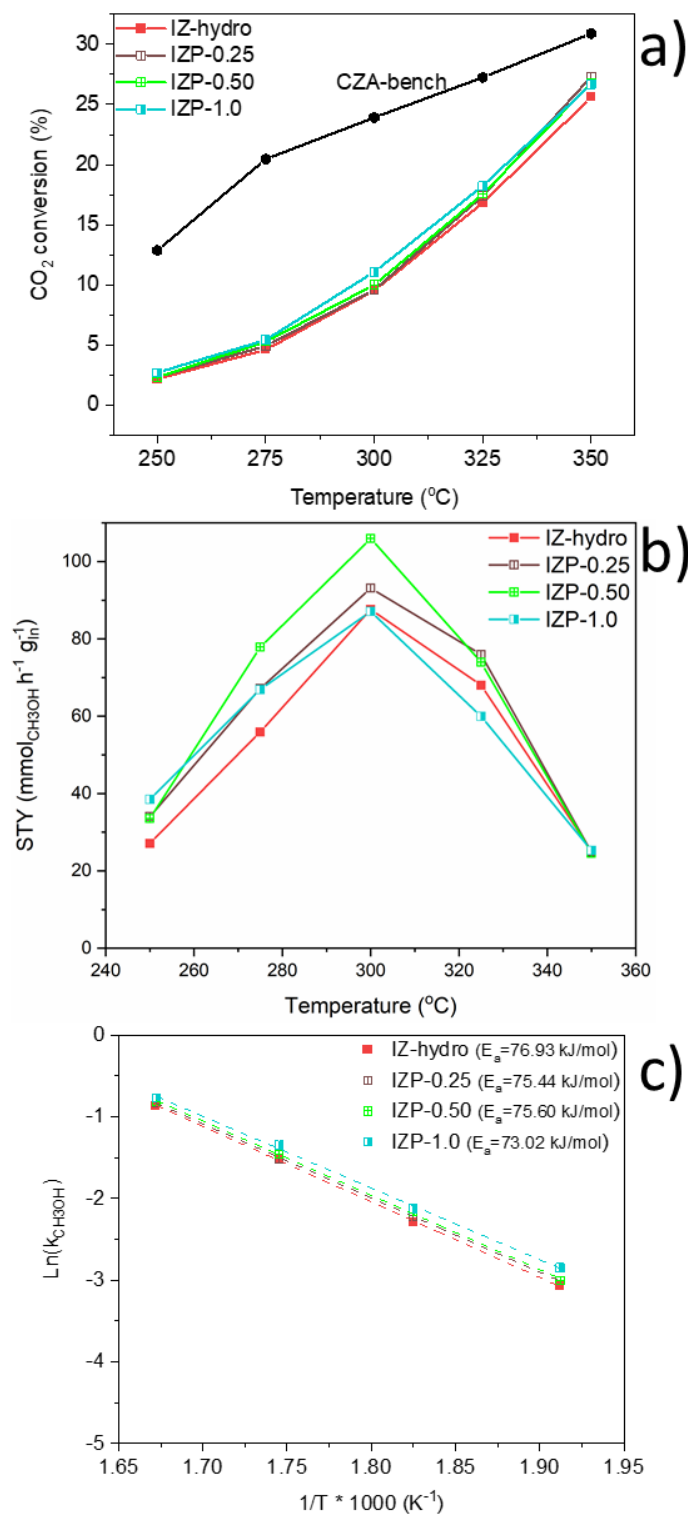 a)
IZ-hydro
IZP-0.25
IZP-0.50
IZP-1.0
CZA-bench
CO₂ conversion (%)
30
25
20
15
10
5
0
250 275 300 325 350
Temperature (°C)
b)
IZ-hydro
IZP-0.25
IZP-0.50
IZP-1.0
STY (mmol_CH3OH h⁻¹ g_In)
100
80
60
40
20
0
240 260 280 300 320 340 360
Temperature (°C)
c)
IZ-hydro (Eₐ=76.93 kJ/mol)
IZP-0.25 (Eₐ=75.44 kJ/mol)
IZP-0.50 (Eₐ=75.60 kJ/mol)
IZP-1.0 (Eₐ=73.02 kJ/mol)
Ln(k_CH3OH)
0
-1
-2
-3
-4
-5
1.65 1.70 1.75 1.80 1.85 1.90 1.95
1/T * 1000 (K⁻¹)